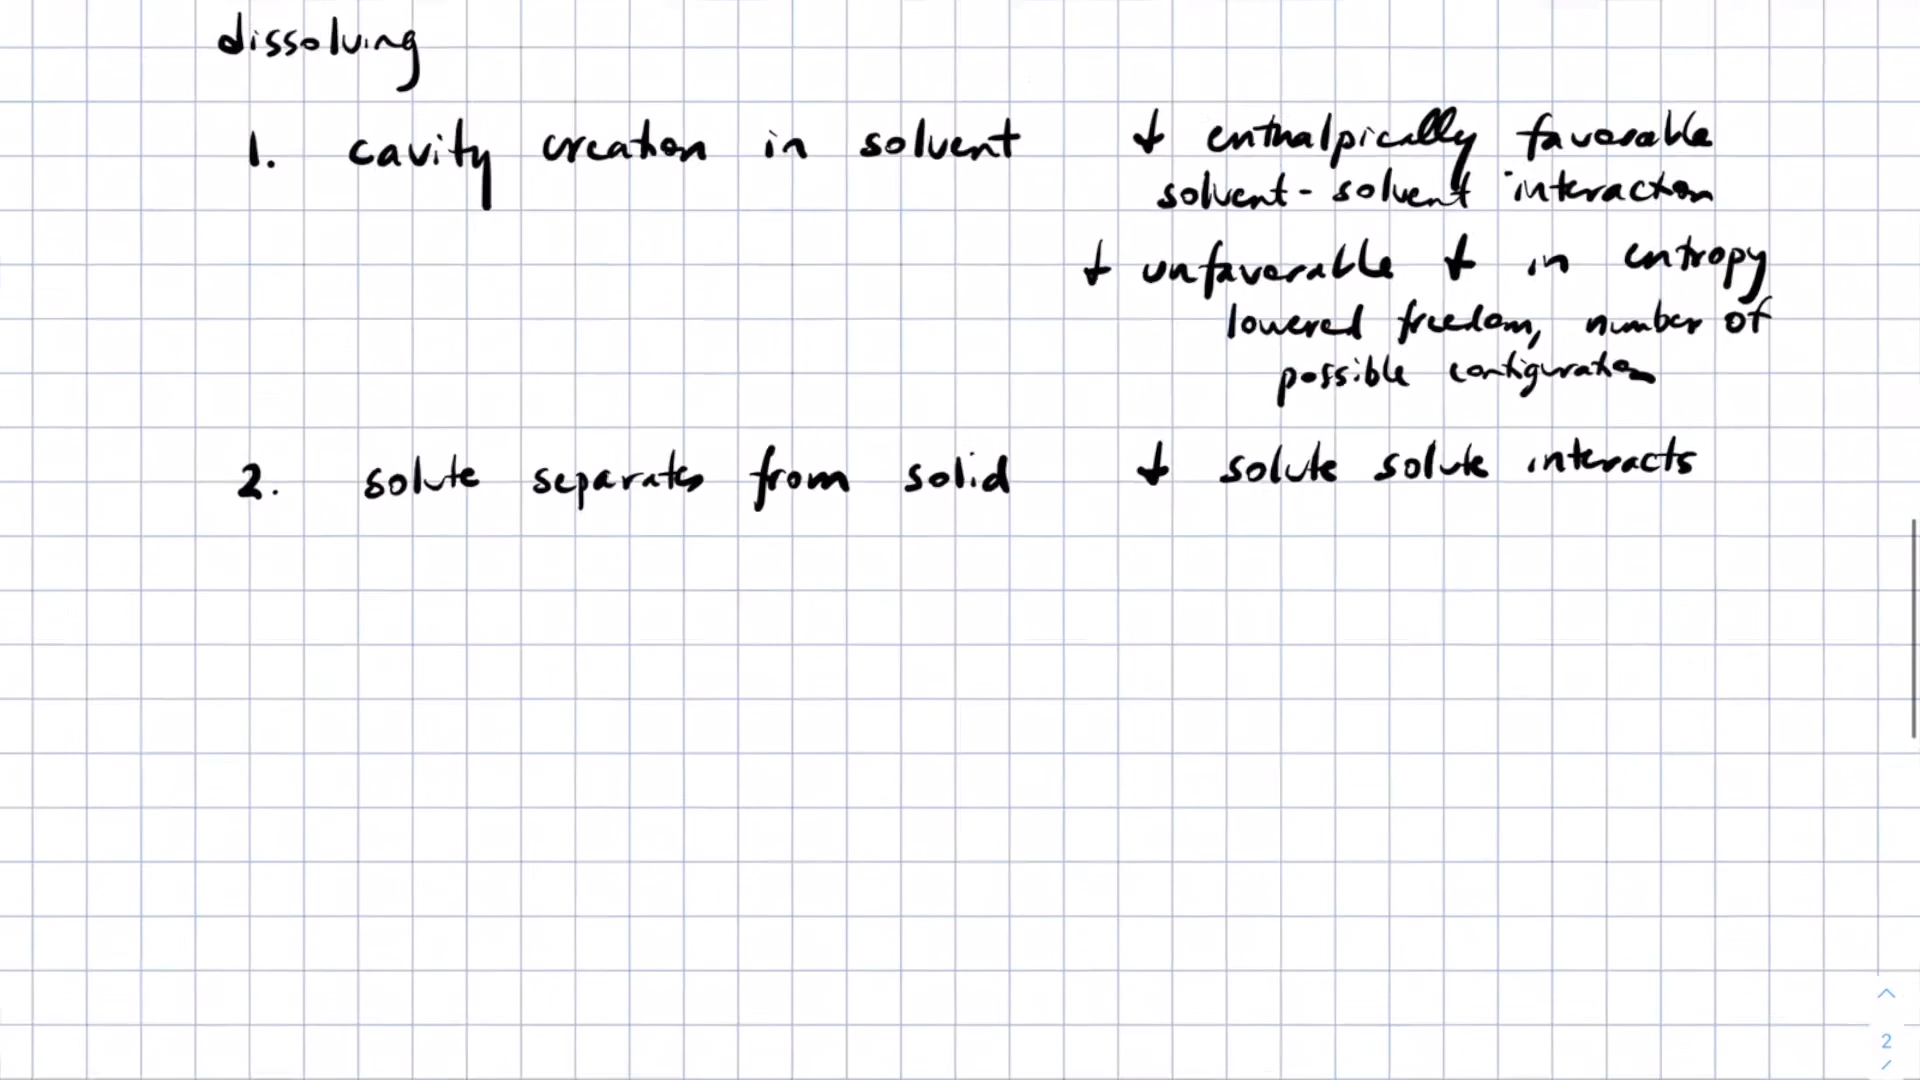 dissolving
1. cavity creation in solvent ↓ enthalpically favorable
solvent-solvent interaction
↓ unfavorable ↓ in entropy
lowered freedom, number of
possible configuration
2. solute separates from solid ↓ solute solute interacts
2